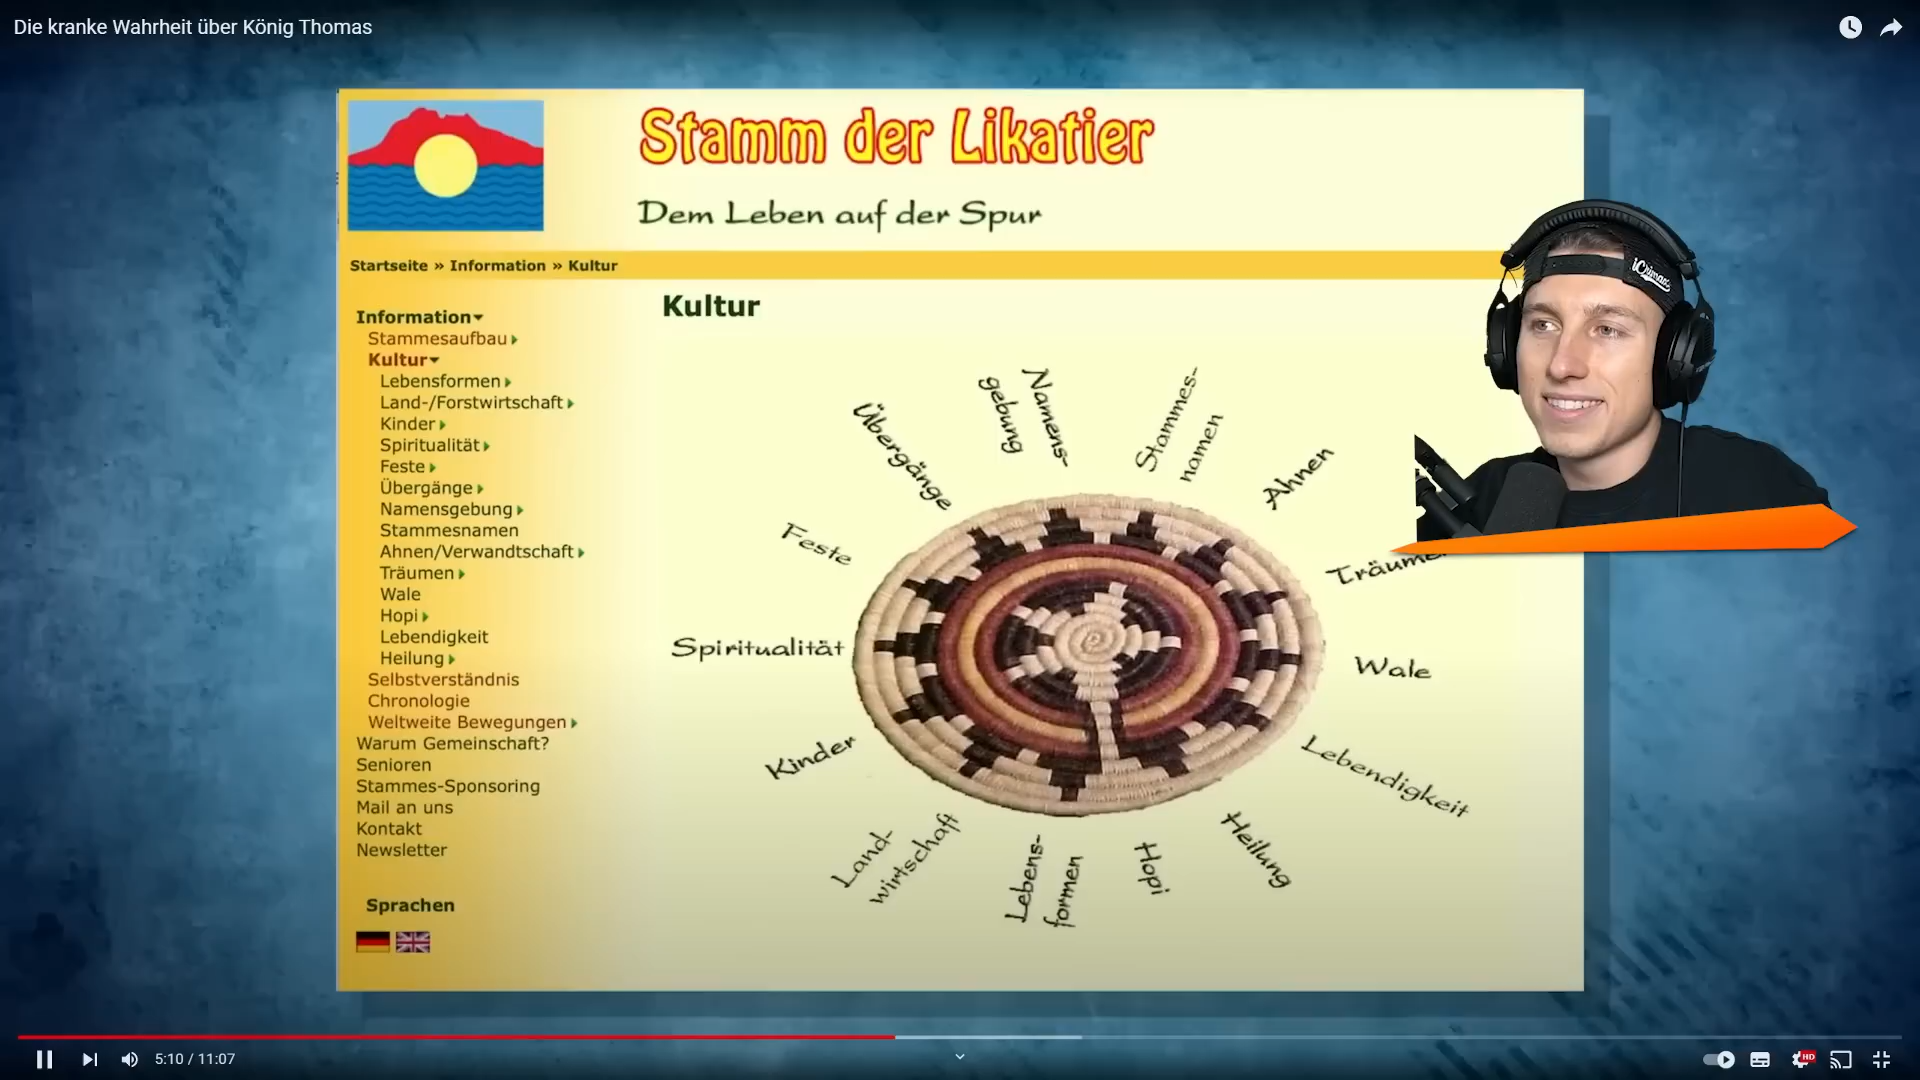 Die kranke Wahrheit über König Thomas
Stamm der Likatier
Dem Leben auf der Spur
Startseite » Information » Kultur
Information
Stammesaufbau
Kultur
Lebensformen
Land-/Forstwirtschaft
Kinder
Spiritualität
Feste
Übergänge
Namensgebung
Stammesnamen
Ahnen/Verwandtschaft
Träumen
Wale
Hopi
Lebendigkeit
Heilung
Selbstverständnis
Chronologie
Weltweite Bewegungen
Warum Gemeinschaft?
Senioren
Stammes-Sponsoring
Mail an uns
Kontakt
Newsletter
Sprachen
Kultur
Namens-
gebung
Stammes-
namen
Ahnen
Träumen
Wale
Lebendigkeit
Heilung
Hopi
Lebens-
formen
Land-
wirtschaft
Kinder
Spiritualität
Feste
Übergänge
iCrimax
5:10 / 11:07
HD